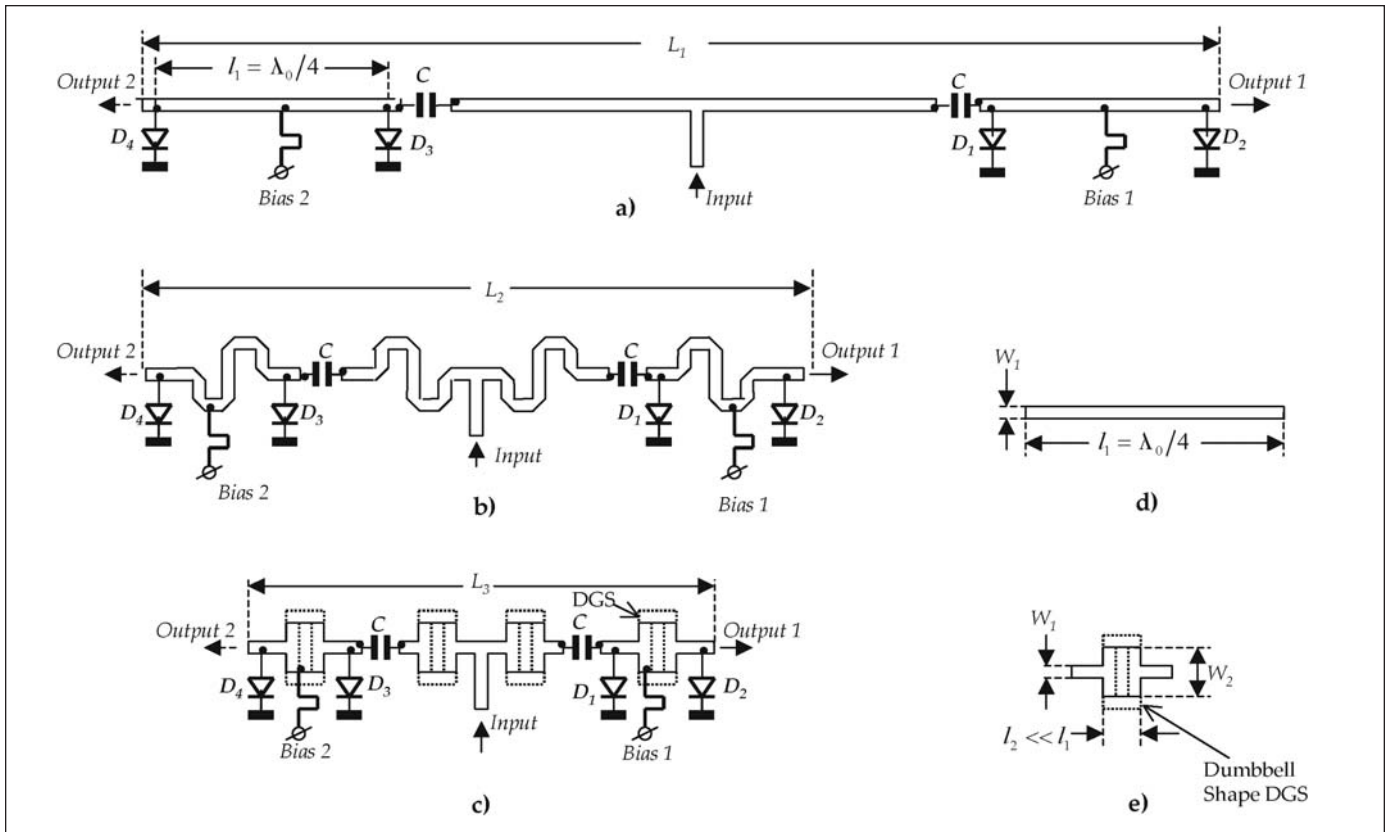 L₁
Output 2
l₁ = λ₀/4
C
C
Output 1
D₄
D₃
D₁
D₂
Bias 2
Input
Bias 1
a)
L₂
Output 2
C
C
Output 1
D₄
D₃
D₁
D₂
Bias 2
Input
Bias 1
b)
W₁
l₁ = λ₀/4
d)
L₃
DGS
Output 2
C
C
Output 1
D₄
D₃
D₁
D₂
Bias 2
Input
Bias 1
c)
W₁
W₂
l₂ << l₁
Dumbbell
Shape DGS
e)